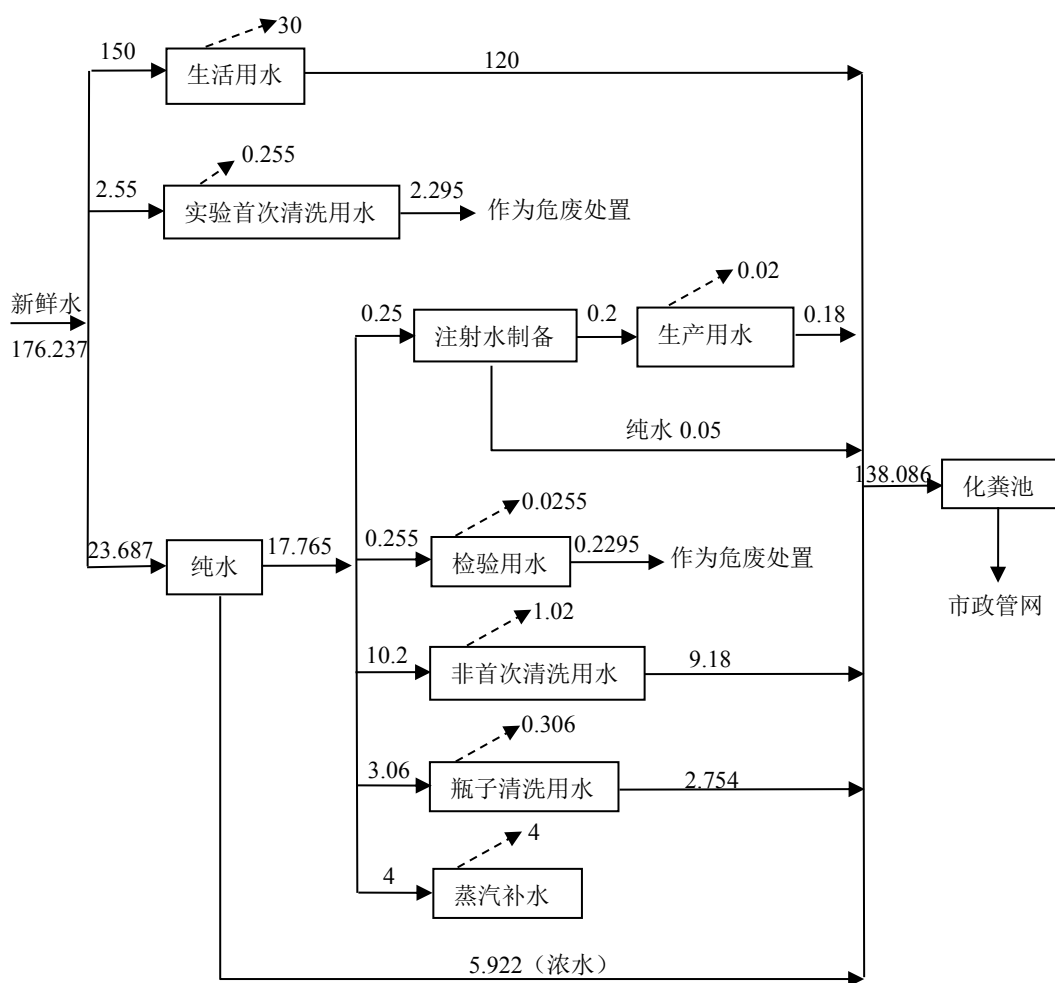 30
150
生活用水
120
0.255
2.55
实验首次清洗用水
2.295
作为危废处置
新鲜水
176.237
0.02
0.25
注射水制备
0.2
生产用水
0.18
纯水 0.05
138.086
化粪池
市政管网
23.687
纯水
17.765
0.0255
0.255
检验用水
0.2295
作为危废处置
1.02
10.2
非首次清洗用水
9.18
0.306
3.06
瓶子清洗用水
2.754
4
4
蒸汽补水
5.922（浓水）